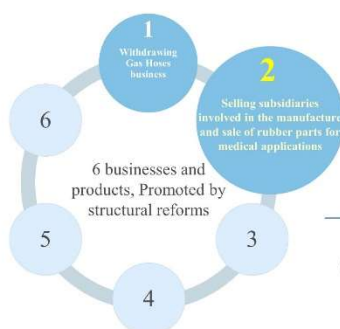 1
Withdrawing
Gas Hoses
business
2
Selling subsidiaries
involved in the manufacture
and sale of rubber parts for
medical applications
6
6 businesses and
products, Promoted by
structural reforms
5
3
4